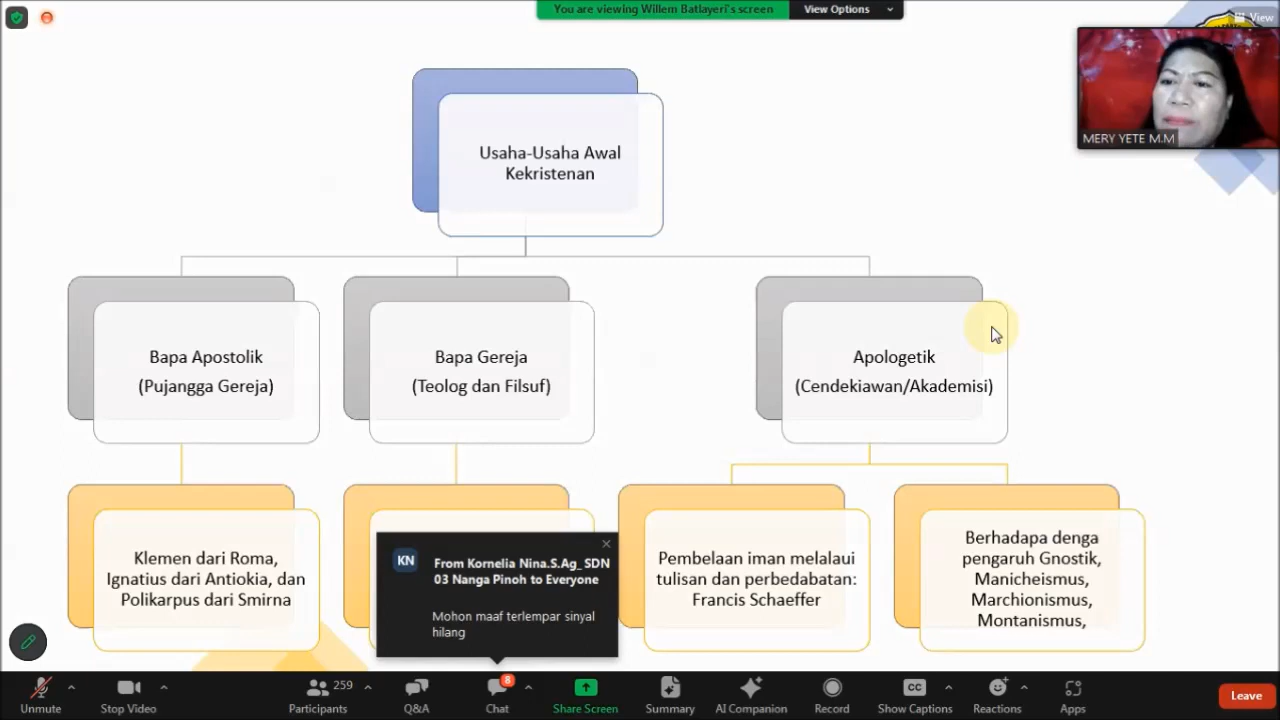 You are viewing Willem Batlayeri's screen
View Options
View
MERY YETE M.M
Usaha-Usaha Awal
Kekristenan
Bapa Apostolik
(Pujangga Gereja)
Bapa Gereja
(Teolog dan Filsuf)
Apologetik
(Cendekiawan/Akademisi)
Klemen dari Roma,
Ignatius dari Antiokia, dan
Polikarpus dari Smirna
KN
From Kornelia Nina.S.Ag_ SDN
03 Nanga Pinoh to Everyone
Mohon maaf terlempar sinyal
hilang
Pembelaan iman melalaui
tulisan dan perbedabatan:
Francis Schaeffer
Berhadapa denga
pengaruh Gnostik,
Manicheismus,
Marchionismus,
Montanismus,
Unmute
Stop Video
259
Participants
Q&A
8
Chat
Share Screen
Summary
AI Companion
Record
CC
Show Captions
Reactions
Apps
Leave